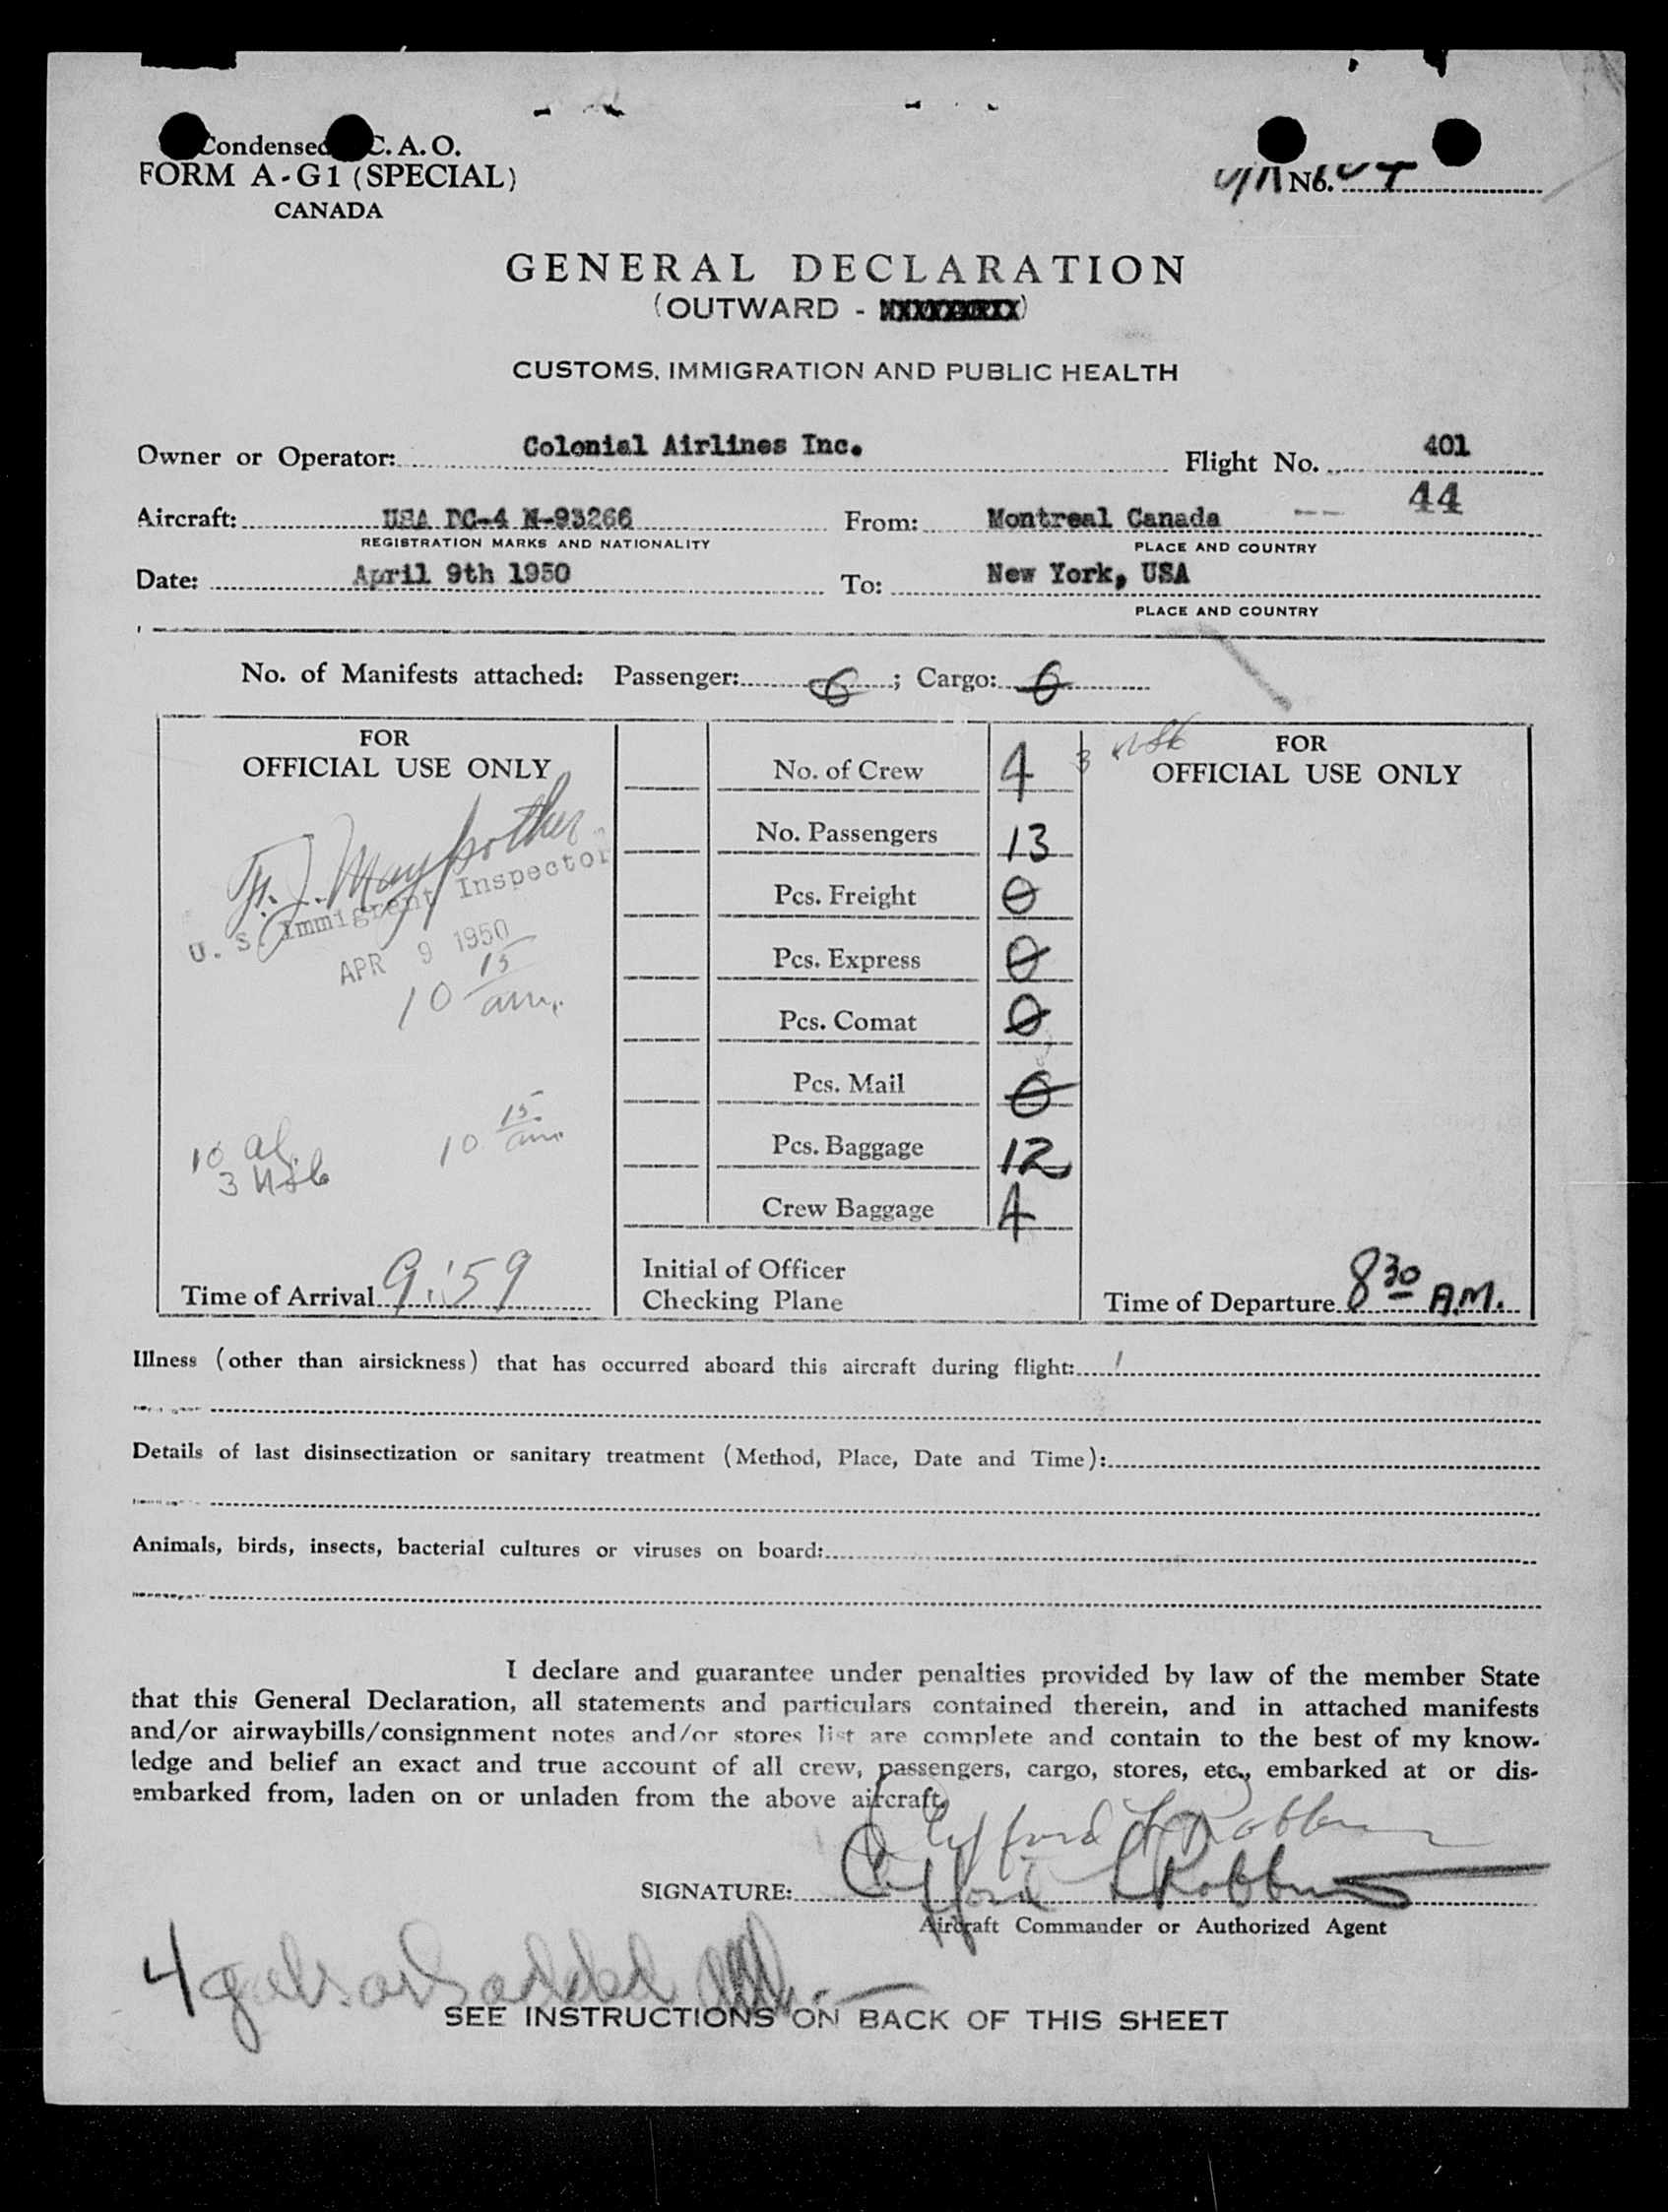 Condensed C. A. O.
FORM A-G1 (SPECIAL)
CANADA
No.
GENERAL DECLARATION
(OUTWARD - )
CUSTOMS, IMMIGRATION AND PUBLIC HEALTH
Owner or Operator: Colonial Airlines Inc. Flight No. 401
44
Aircraft: USA DC-4 N-93266 From: Montreal Canada
REGISTRATION MARKS AND NATIONALITY PLACE AND COUNTRY
Date: April 9th 1950 To: New York, USA
PLACE AND COUNTRY
No. of Manifests attached: Passenger: ; Cargo:
FOR
OFFICIAL USE ONLY
U. S. Immigrant Inspector
APR 9 1950
10 15 am.
10 15 am.
10 al.
3 USC
Time of Arrival 9:59
No. of Crew 4
No. Passengers 13
Pcs. Freight 0
Pcs. Express 0
Pcs. Comat 0
Pcs. Mail 0
Pcs. Baggage 12
Crew Baggage 4
Initial of Officer
Checking Plane
FOR
OFFICIAL USE ONLY
Time of Departure 8 30 A.M.
Illness (other than airsickness) that has occurred aboard this aircraft during flight:
Details of last disinsectization or sanitary treatment (Method, Place, Date and Time):
Animals, birds, insects, bacterial cultures or viruses on board:
I declare and guarantee under penalties provided by law of the member State
that this General Declaration, all statements and particulars contained therein, and in attached manifests
and/or airwaybills/consignment notes and/or stores list are complete and contain to the best of my know-
ledge and belief an exact and true account of all crew, passengers, cargo, stores, etc., embarked at or dis-
embarked from, laden on or unladen from the above aircraft.
Clifford L Robbins
SIGNATURE: Clifford L Robbins
Aircraft Commander or Authorized Agent
4 gals. oil added
SEE INSTRUCTIONS ON BACK OF THIS SHEET